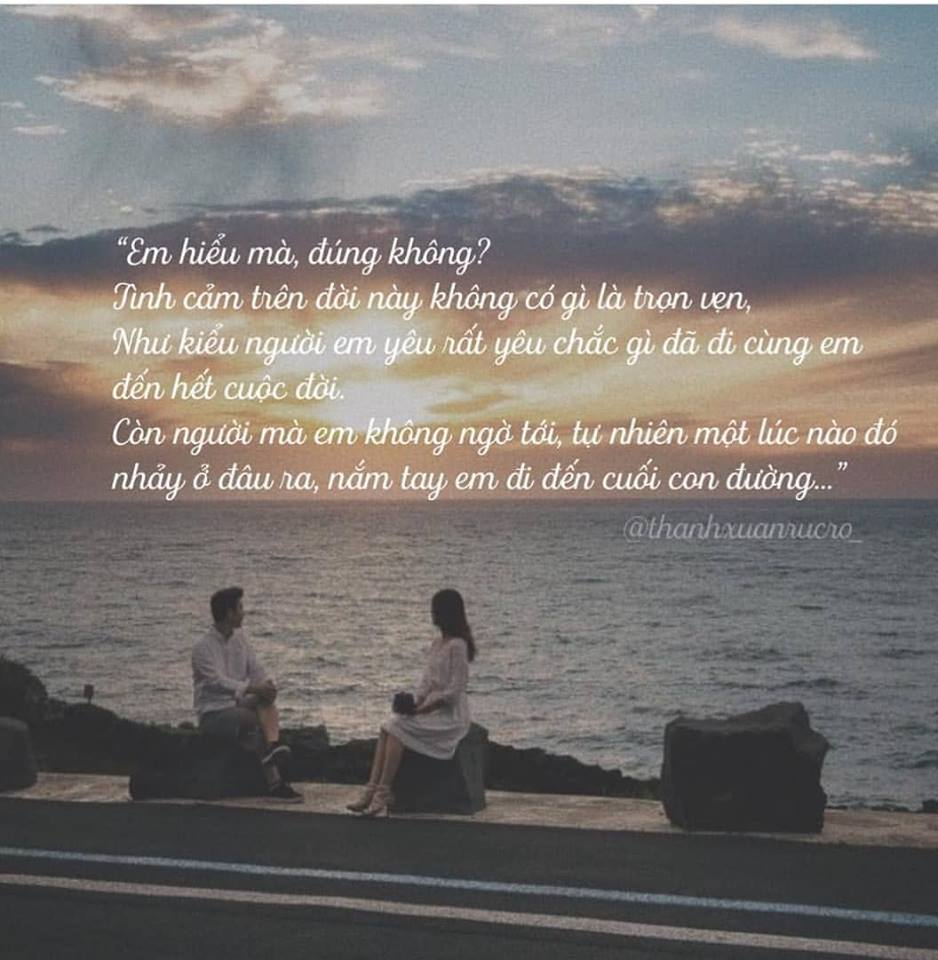 “Em hiểu mà, đúng không?
Tình cảm trên đời này không có gì là trọn vẹn,
Như kiểu người em yêu rất yêu chắc gì đã đi cùng em
đến hết cuộc đời.
Còn người mà em không ngờ tới, tự nhiên một lúc nào đó
nhảy ở đâu ra, nắm tay em đi đến cuối con đường...”
@thanhxuanrucro_